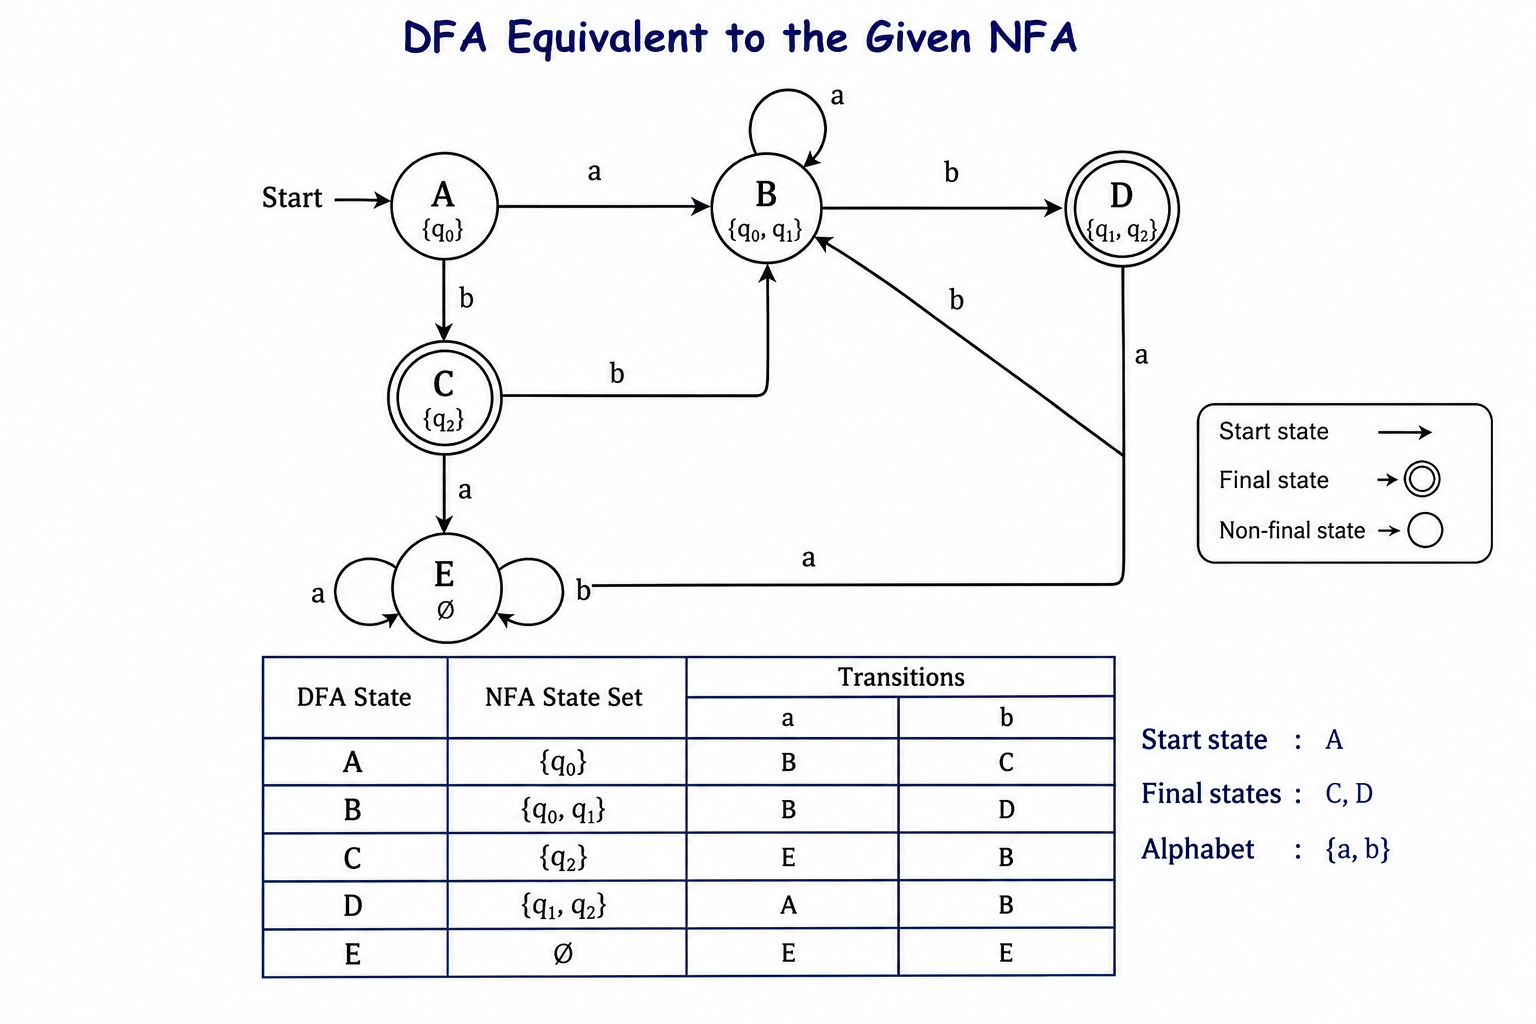 DFA Equivalent to the Given NFA
a
Start
A
{q₀}
a
B
{q₀, q₁}
b
D
{q₁, q₂}
b
b
a
C
{q₂}
b
a
E
∅
a
b
a
Start state
Final state
Non-final state
DFA State NFA State Set Transitions
a b
A {q₀} B C
B {q₀, q₁} B D
C {q₂} E B
D {q₁, q₂} A B
E ∅ E E
Start state : A
Final states : C, D
Alphabet : {a, b}